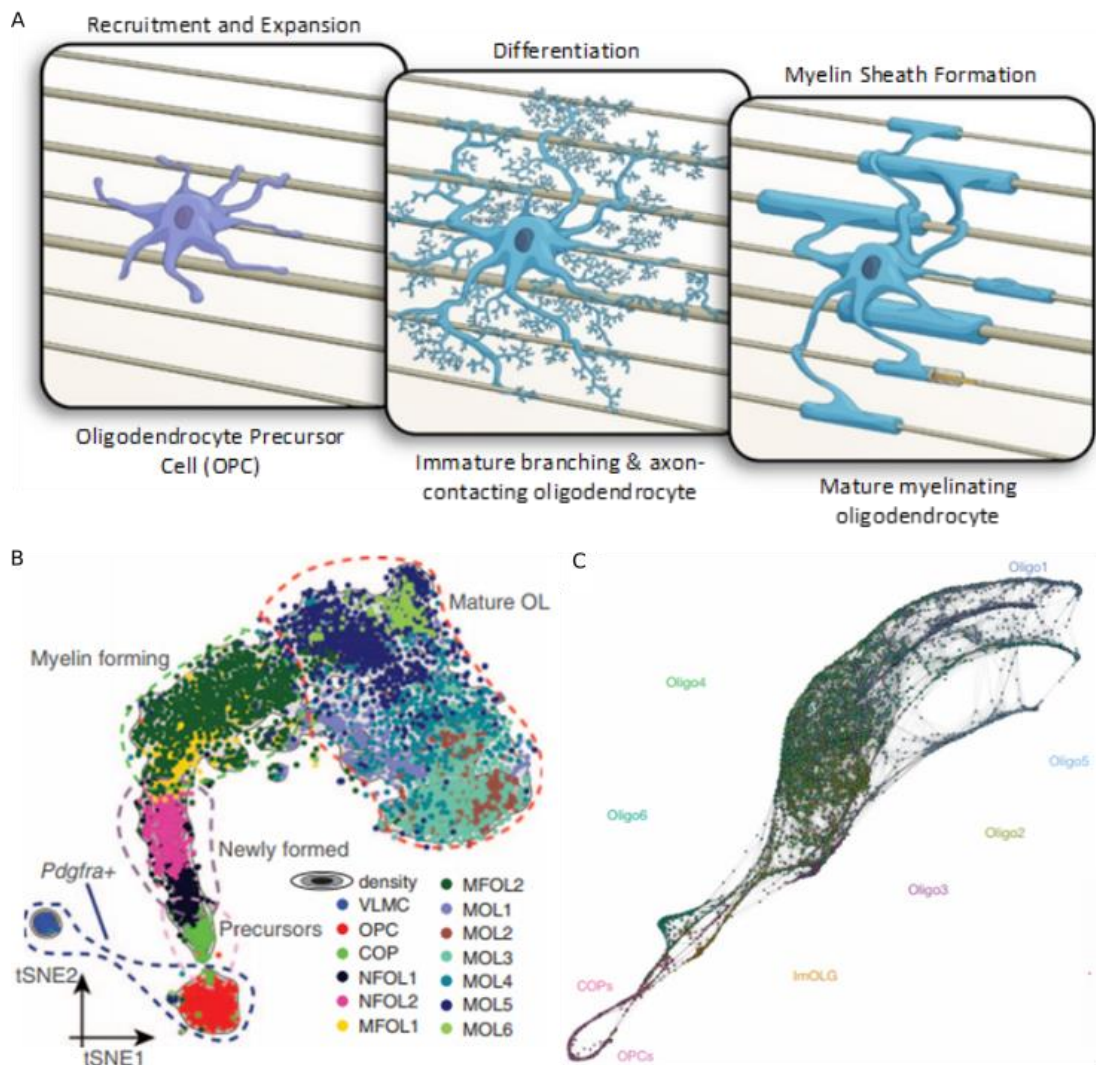 A
Recruitment and Expansion
Differentiation
Myelin Sheath Formation
Oligodendrocyte Precursor
Cell (OPC)
Immature branching & axon-
contacting oligodendrocyte
Mature myelinating
oligodendrocyte
B
Mature OL
Myelin forming
Newly formed
Pdgfra+
Precursors
density
VLMC
OPC
COP
NFOL1
NFOL2
MFOL1
MFOL2
MOL1
MOL2
MOL3
MOL4
MOL5
MOL6
tSNE2
tSNE1
C
Oligo1
Oligo4
Oligo5
Oligo6
Oligo2
Oligo3
ImOLG
COPs
OPCs